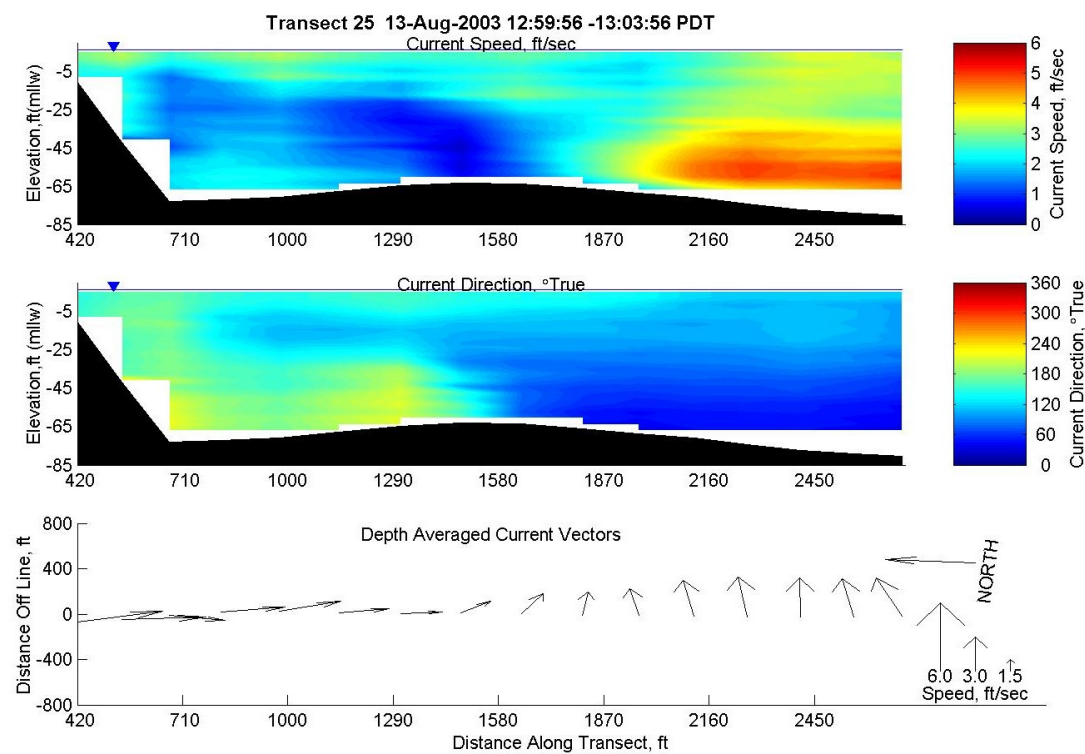 Transect 25 13-Aug-2003 12:59:56 -13:03:56 PDT
Current Speed, ft/sec
Elevation,ft(mllw)
-5
-25
-45
-65
-85
420 710 1000 1290 1580 1870 2160 2450
6
5
4
3
2
1
0
Current Speed, ft/sec
Current Direction, °True
Elevation,ft (mllw)
-5
-25
-45
-65
-85
420 710 1000 1290 1580 1870 2160 2450
360
300
240
180
120
60
0
Current Direction,°True
Depth Averaged Current Vectors
Distance Off Line, ft
800
400
0
-400
-800
NORTH
6.0 3.0 1.5
Speed, ft/sec
420 710 1000 1290 1580 1870 2160 2450
Distance Along Transect, ft